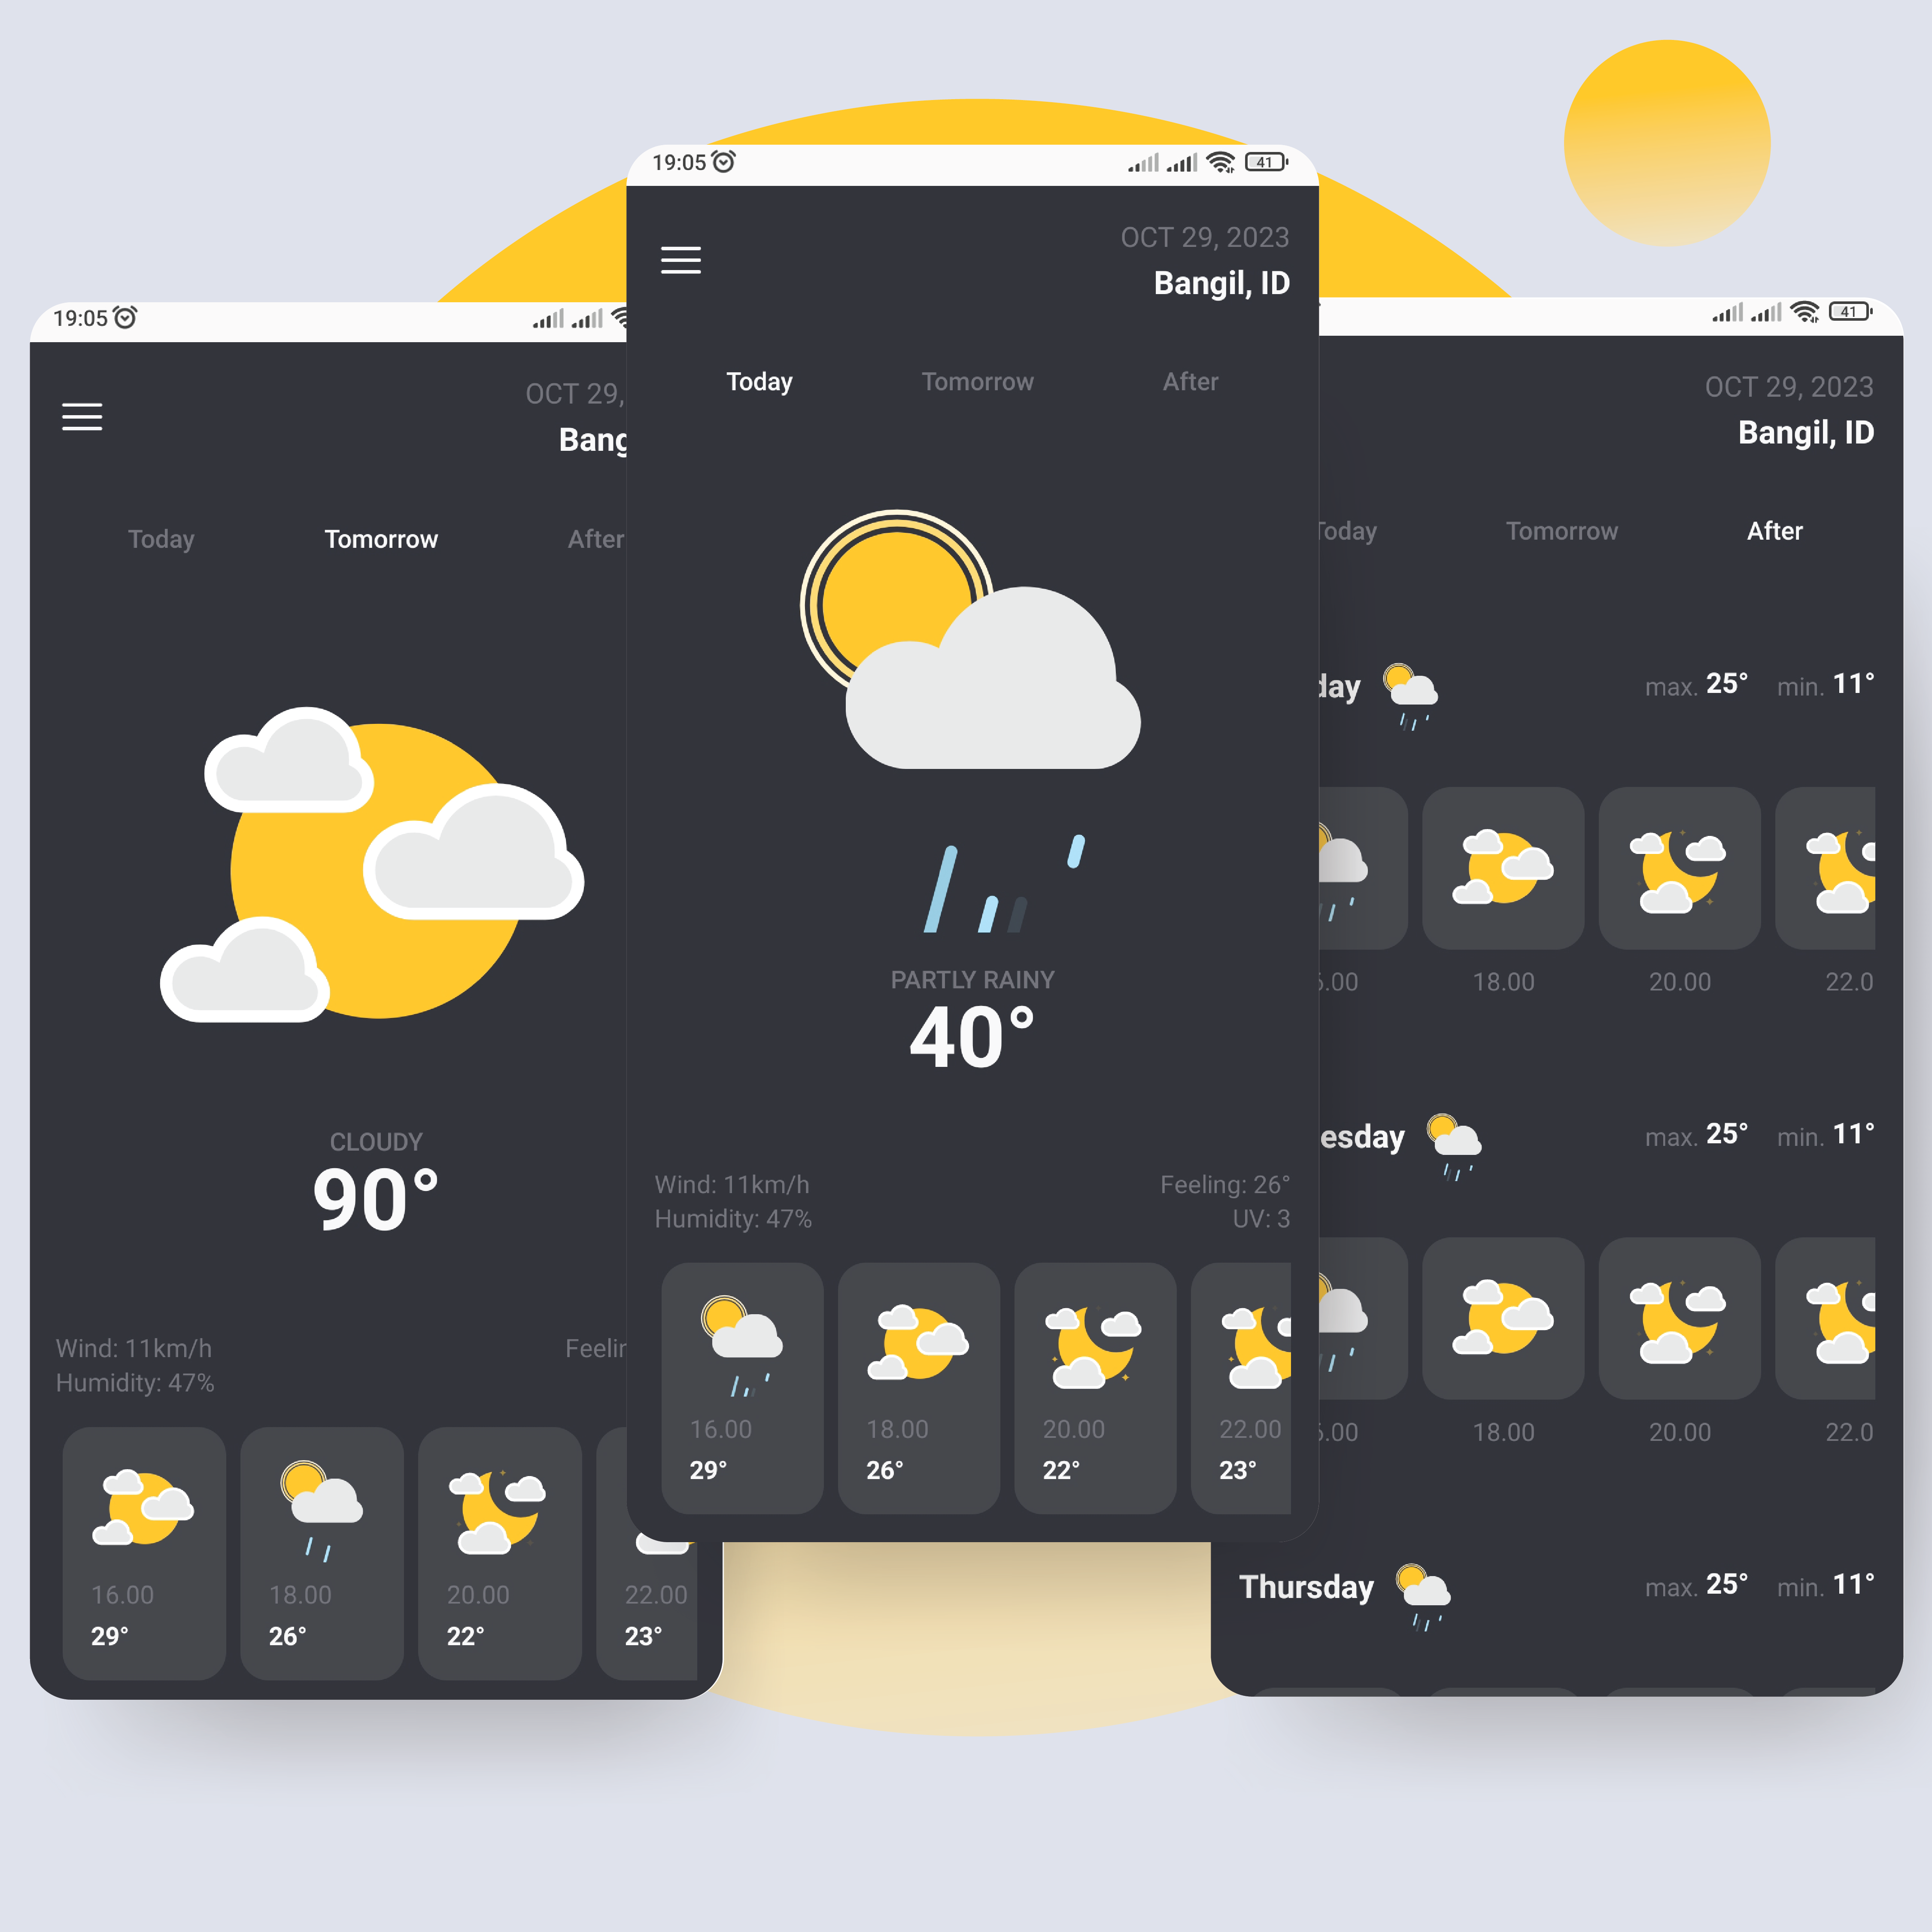 19:05
OCT 29,
Bang
Today Tomorrow After
CLOUDY
90°
Wind: 11km/h
Feelin
Humidity: 47%
16.00 18.00 20.00 22.00
29° 26° 22° 23°
19:05 41
OCT 29, 2023
Bangil, ID
Today Tomorrow After
PARTLY RAINY
40°
Wind: 11km/h Feeling: 26°
Humidity: 47% UV: 3
16.00 18.00 20.00 22.00
29° 26° 22° 23°
41
OCT 29, 2023
Bangil, ID
Today Tomorrow After
day max. 25° min. 11°
.00 18.00 20.00 22.0
esday max. 25° min. 11°
.00 18.00 20.00 22.0
Thursday max. 25° min. 11°